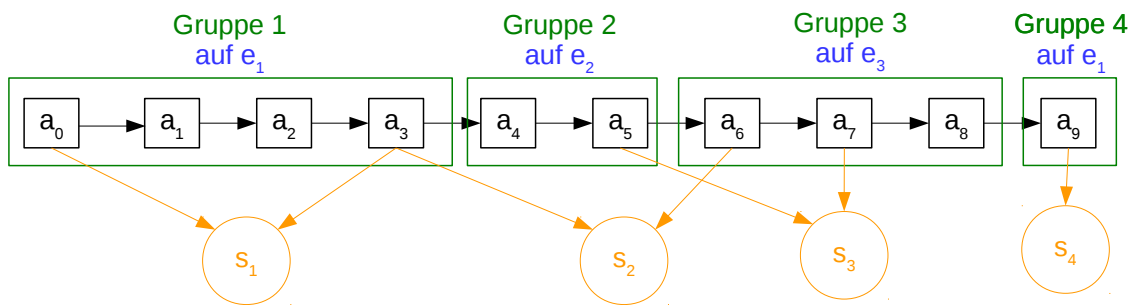 Gruppe 1 Gruppe 2 Gruppe 3 Gruppe 4
auf e₁ auf e₂ auf e₃ auf e₁
a₀ a₁ a₂ a₃ a₄ a₅ a₆ a₇ a₈ a₉
s₁ s₂ s₃ s₄